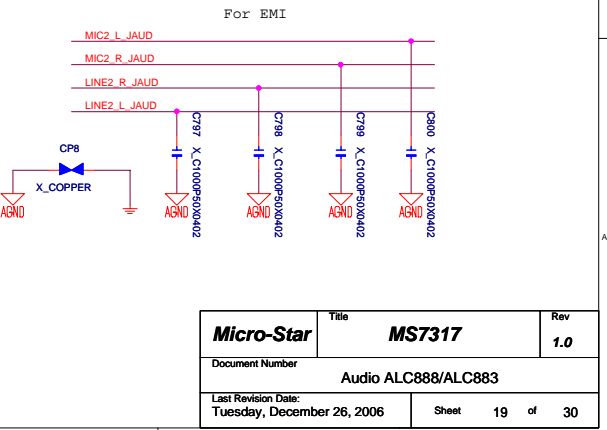 For EMI
MIC2_L_JAUD
MIC2_R_JAUD
LINE2_R_JAUD
LINE2_L_JAUD
C797 X_C1000P50X0402
C798 X_C1000P50X0402
C799 X_C1000P50X0402
C800 X_C1000P50X0402
CP8
X_COPPER
AGND
AGND
AGND
AGND
AGND
A
Micro-Star
Title
MS7317
Rev
1.0
Document Number
Audio ALC888/ALC883
Last Revision Date:
Tuesday, December 26, 2006
Sheet 19 of 30